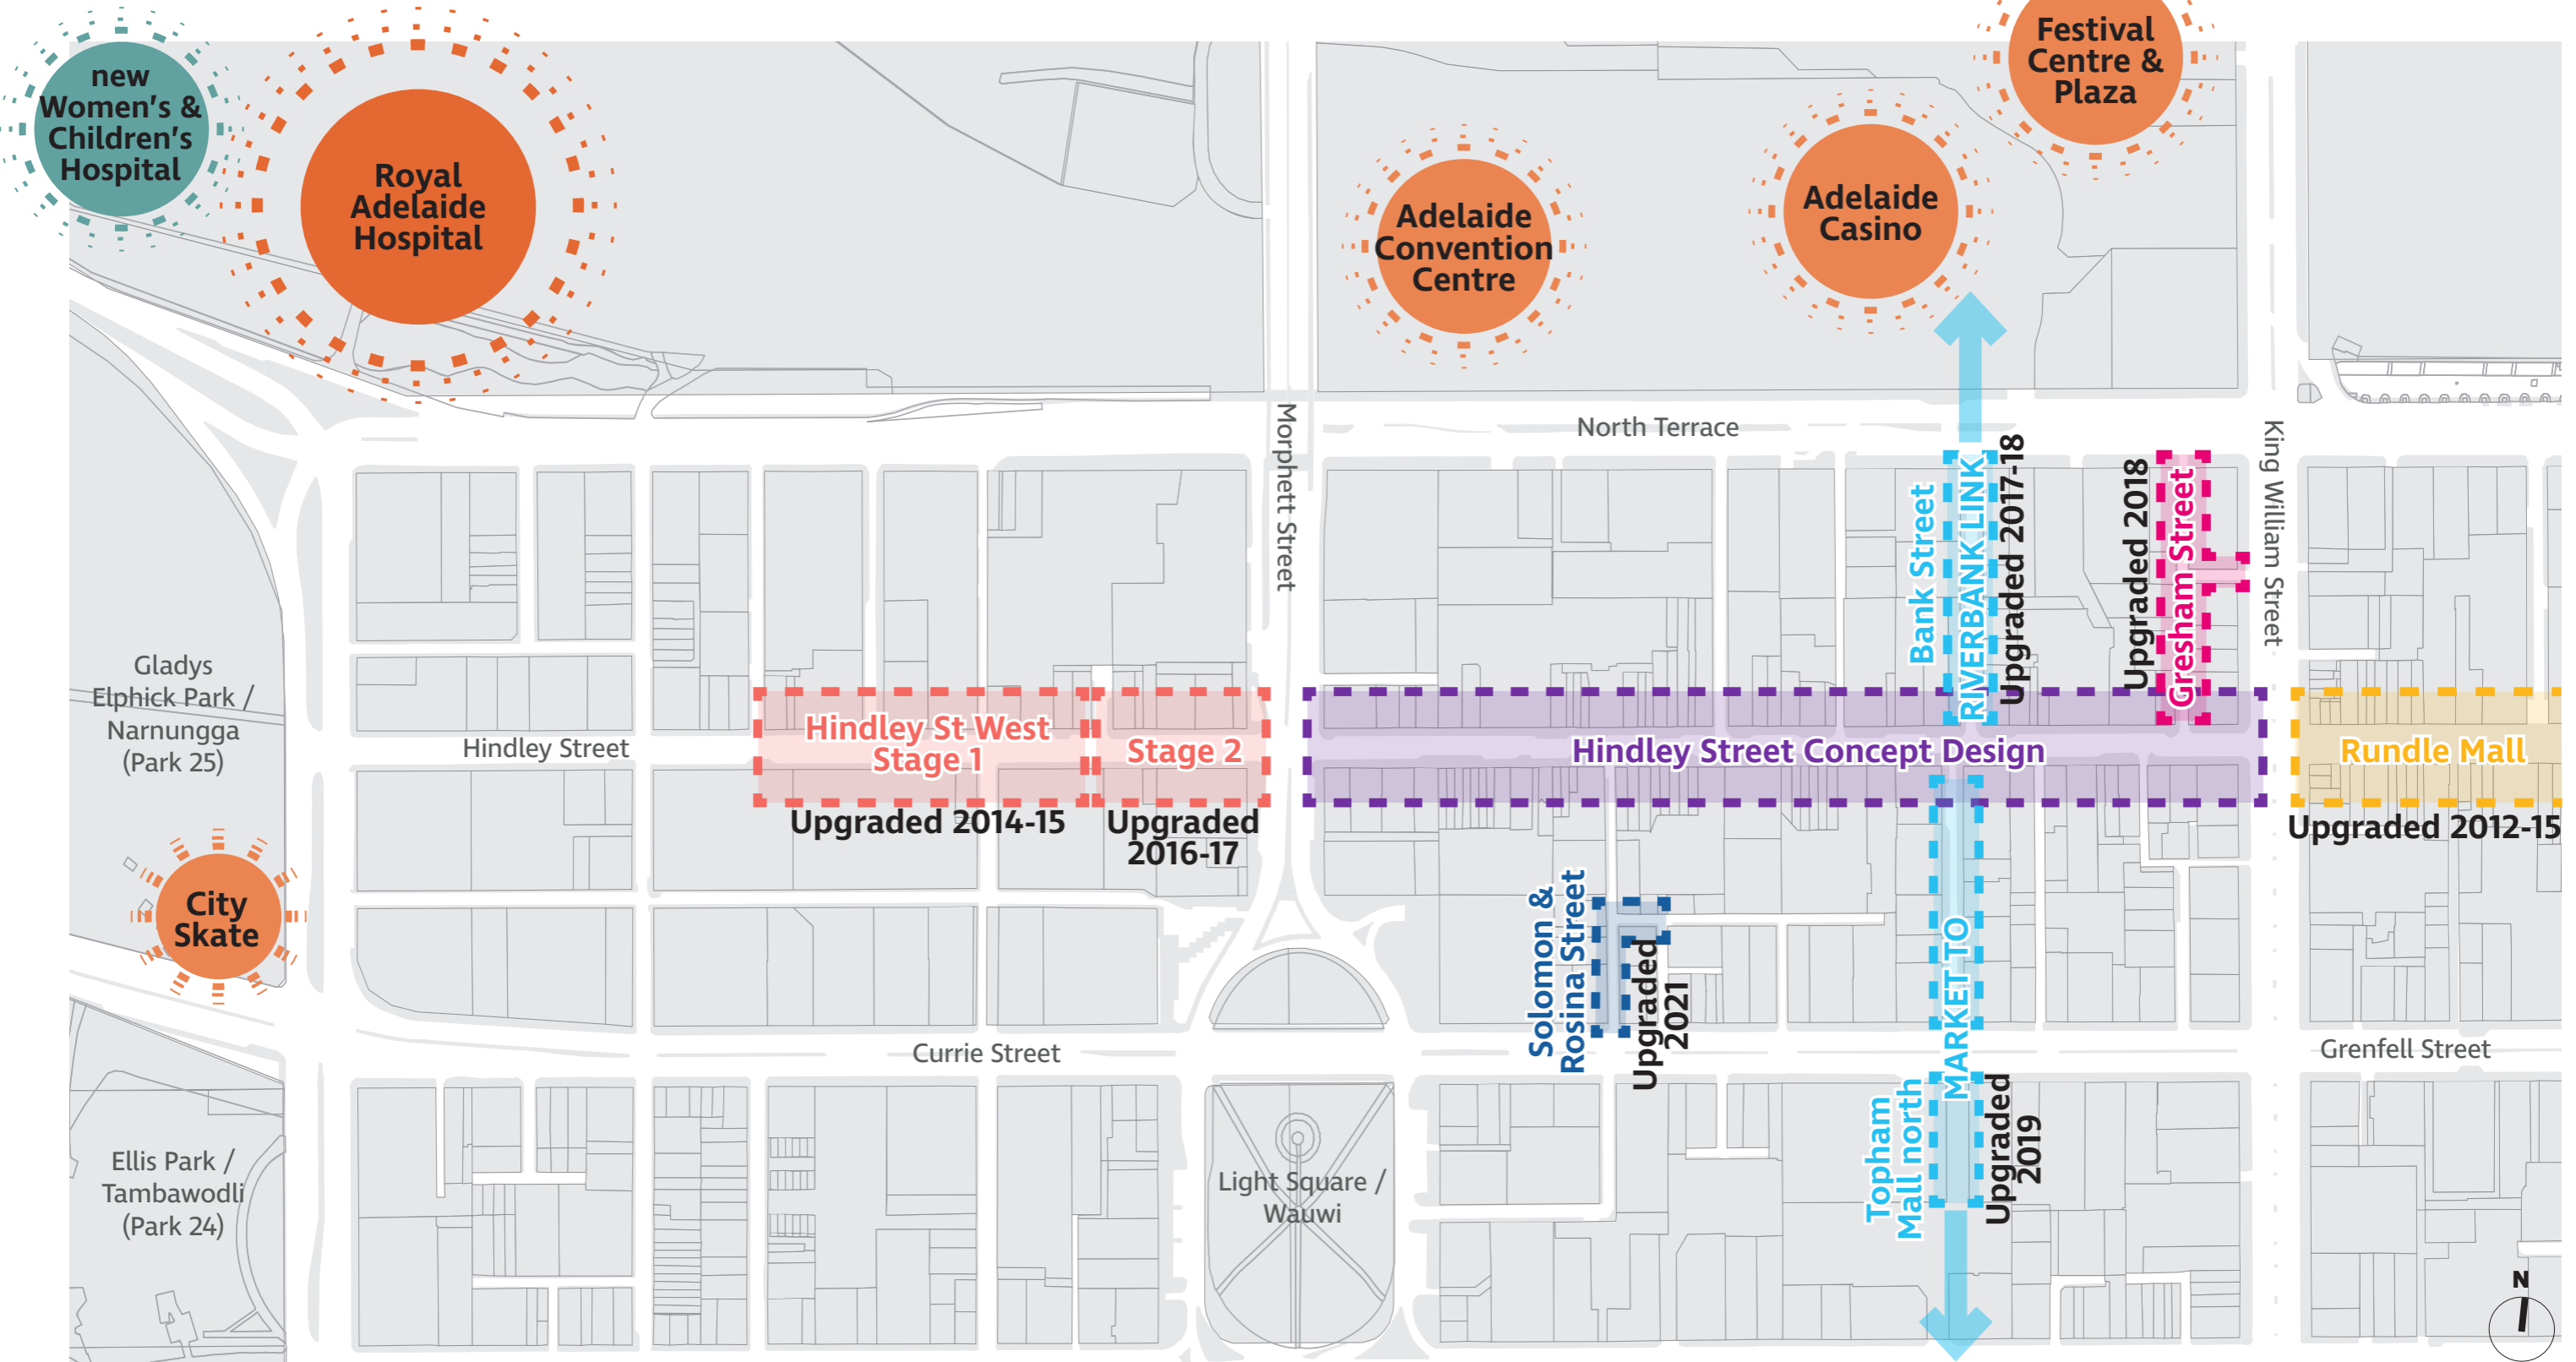 new
Women's &
Children's
Hospital
Royal
Adelaide
Hospital
Adelaide
Convention
Centre
Adelaide
Casino
Festival
Centre &
Plaza
North Terrace
Morphett Street
King William Street
Bank Street
RIVERBANK LINK
Upgraded 2017-18
Upgraded 2018
Gresham Street
Gladys
Elphick Park /
Narnungga
(Park 25)
Hindley Street
Hindley St West
Stage 1
Upgraded 2014-15
Stage 2
Upgraded
2016-17
Hindley Street Concept Design
Rundle Mall
Upgraded 2012-15
City
Skate
Solomon &
Rosina Street
Upgraded
2021
MARKET TO
Currie Street
Grenfell Street
Topham
Mall north
Upgraded
2019
Ellis Park /
Tambawodli
(Park 24)
Light Square /
Wauwi
N